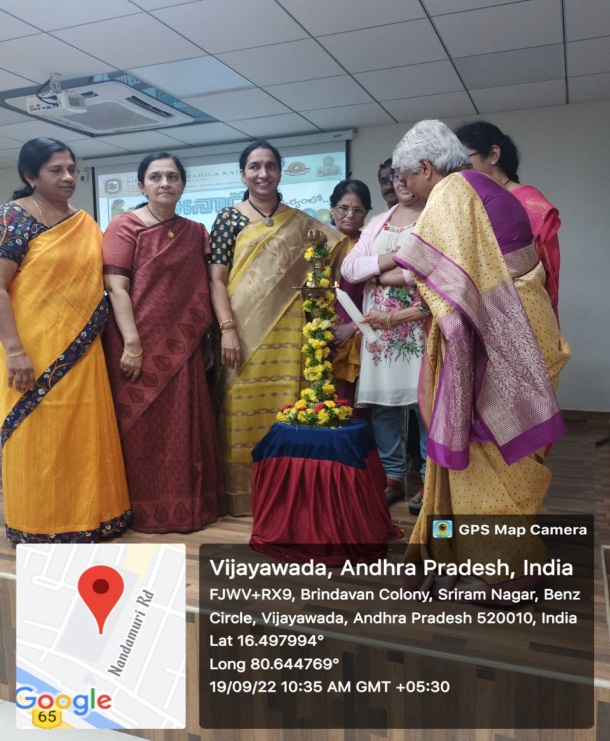 GPS Map Camera
Vijayawada, Andhra Pradesh, India
FJWV+RX9, Brindavan Colony, Sriram Nagar, Benz
Circle, Vijayawada, Andhra Pradesh 520010, India
Lat 16.497994°
Long 80.644769°
19/09/22 10:35 AM GMT +05:30
Nandamuri Rd
Google
65